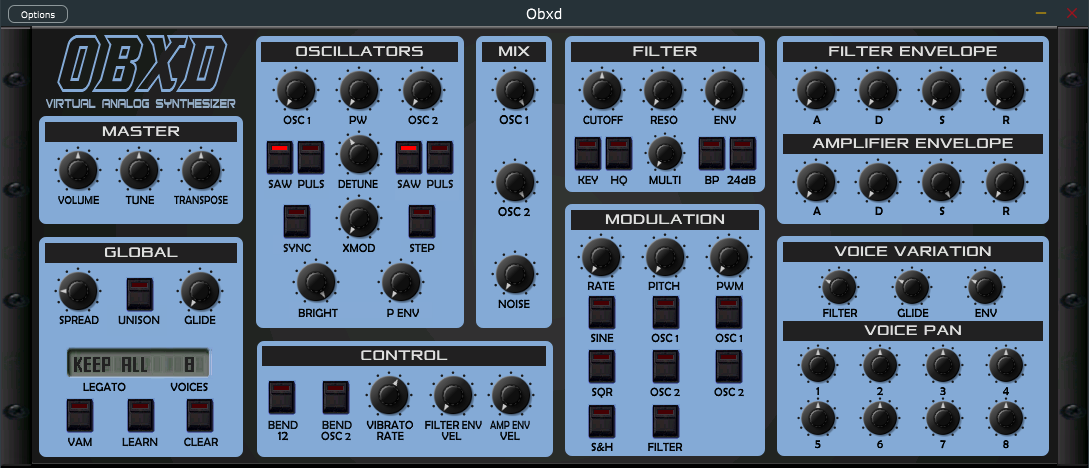 Options
Obxd
OBXD
VIRTUAL ANALOG SYNTHESIZER
MASTER
VOLUME TUNE TRANSPOSE
GLOBAL
SPREAD UNISON GLIDE
KEEP ALL 8
LEGATO VOICES
VAM LEARN CLEAR
OSCILLATORS
OSC 1 PW OSC 2
SAW PULS DETUNE SAW PULS
SYNC XMOD STEP
BRIGHT P ENV
MIX
OSC 1
OSC 2
NOISE
CONTROL
BEND 12
BEND OSC 2
VIBRATO RATE
FILTER ENV VEL
AMP ENV VEL
FILTER
CUTOFF RESO ENV
KEY HQ MULTI BP 24dB
MODULATION
RATE PITCH PWM
SINE OSC 1 OSC 1
SQR OSC 2 OSC 2
S&H FILTER
FILTER ENVELOPE
A D S R
AMPLIFIER ENVELOPE
A D S R
VOICE VARIATION
FILTER GLIDE ENV
VOICE PAN
1 2 3 4
5 6 7 8